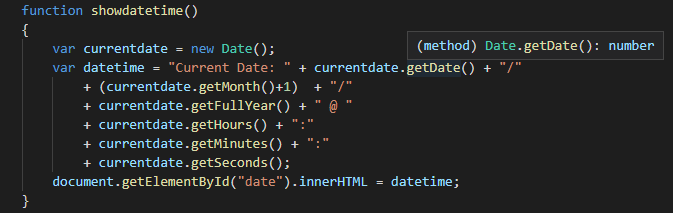 function showdatetime()
{
(method) Date.getDate(): number
var currentdate = new Date();
var datetime = "Current Date: " + currentdate.getDate() + "/"
+ (currentdate.getMonth()+1)  + "/"
+ currentdate.getFullYear() + " @ "
+ currentdate.getHours() + ":"
+ currentdate.getMinutes() + ":"
+ currentdate.getSeconds();
document.getElementById("date").innerHTML = datetime;
}